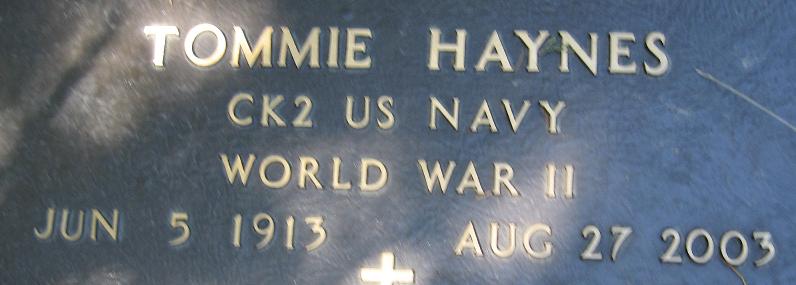 TOMMIE HAYNES
CK2 US NAVY
WORLD WAR II
JUN 5 1913 AUG 27 2003